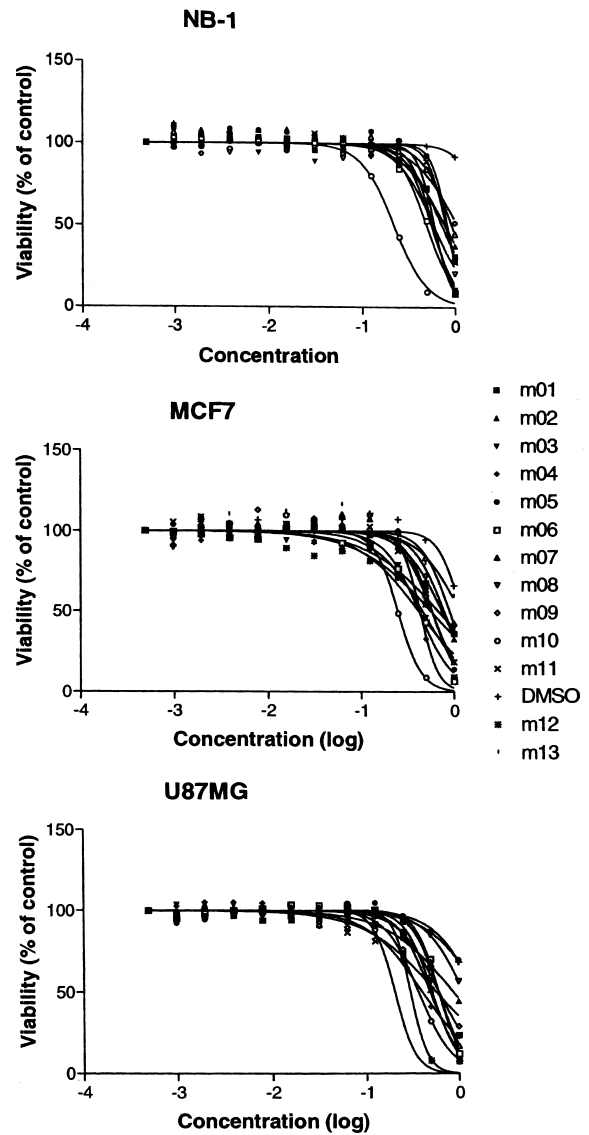 NB-1
Viability (% of control)
150
100
50
0
-4 -3 -2 -1 0
Concentration
MCF7
Viability (% of control)
150
100
50
0
-4 -3 -2 -1 0
Concentration (log)
m01
m02
m03
m04
m05
m06
m07
m08
m09
m10
m11
DMSO
m12
m13
U87MG
Viability (% of control)
150
100
50
0
-4 -3 -2 -1 0
Concentration (log)